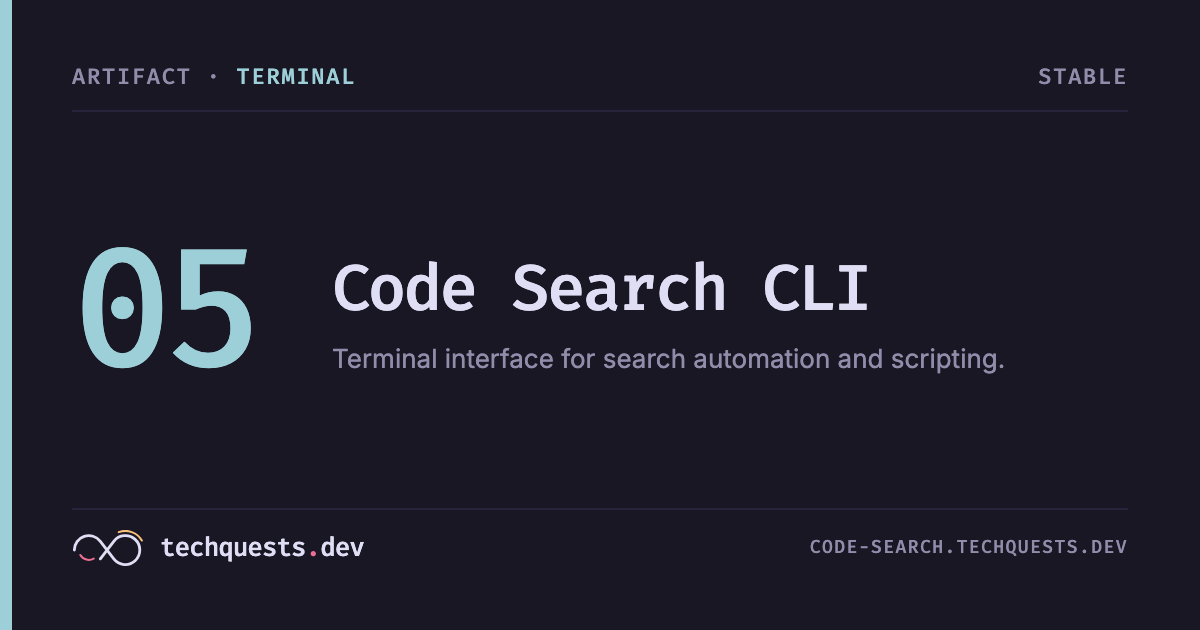 ARTIFACT · TERMINAL
STABLE
05
Code Search CLI
Terminal interface for search automation and scripting.
techquests.dev
CODE-SEARCH.TECHQUESTS.DEV